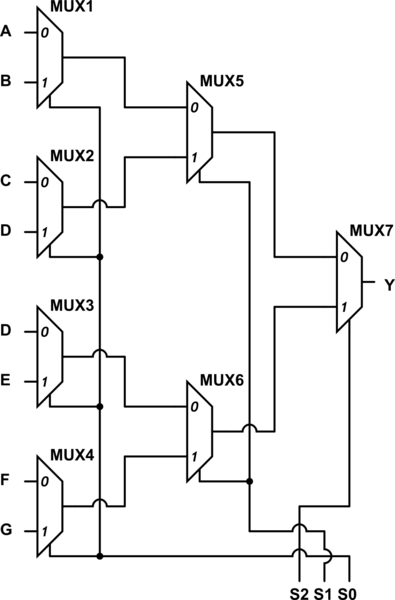 MUX1
A 0
B 1
MUX5
0
1
MUX2
C 0
D 1
MUX7
0
Y
1
MUX3
D 0
E 1
MUX6
0
1
MUX4
F 0
G 1
S2 S1 S0